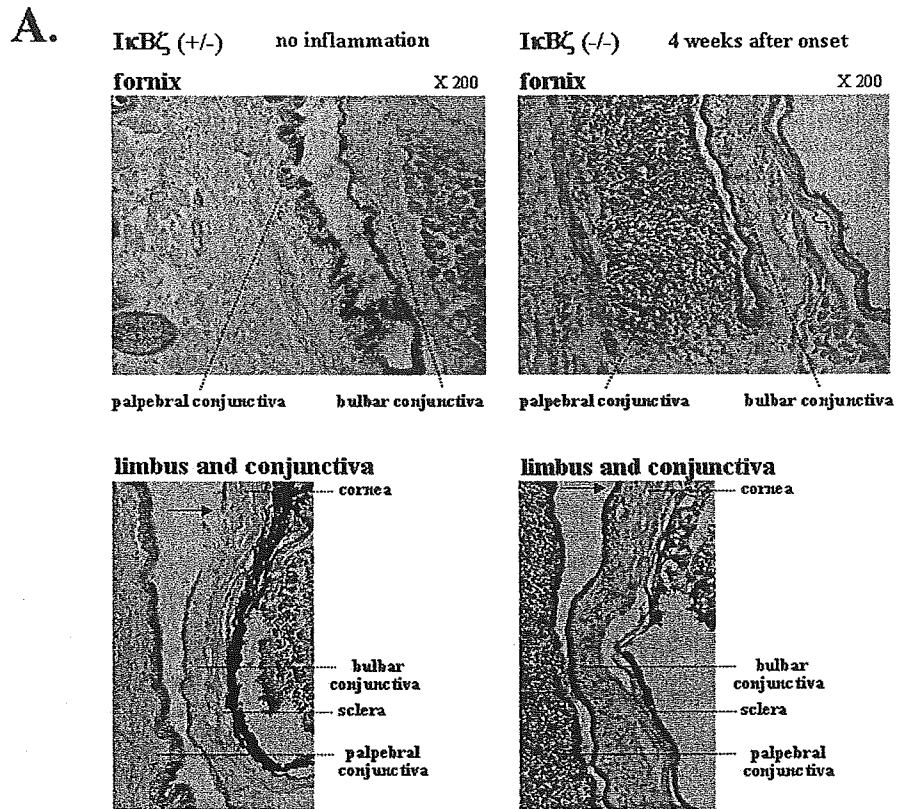 A.
IκBζ (+/-) no inflammation
fornix X 200
palpebral conjunctiva bulbar conjunctiva
limbus and conjunctiva
cornea
bulbar
conjunctiva
sclera
palpebral
conjunctiva
IκBζ (-/-) 4 weeks after onset
fornix X 200
palpebral conjunctiva bulbar conjunctiva
limbus and conjunctiva
cornea
bulbar
conjunctiva
sclera
palpebral
conjunctiva